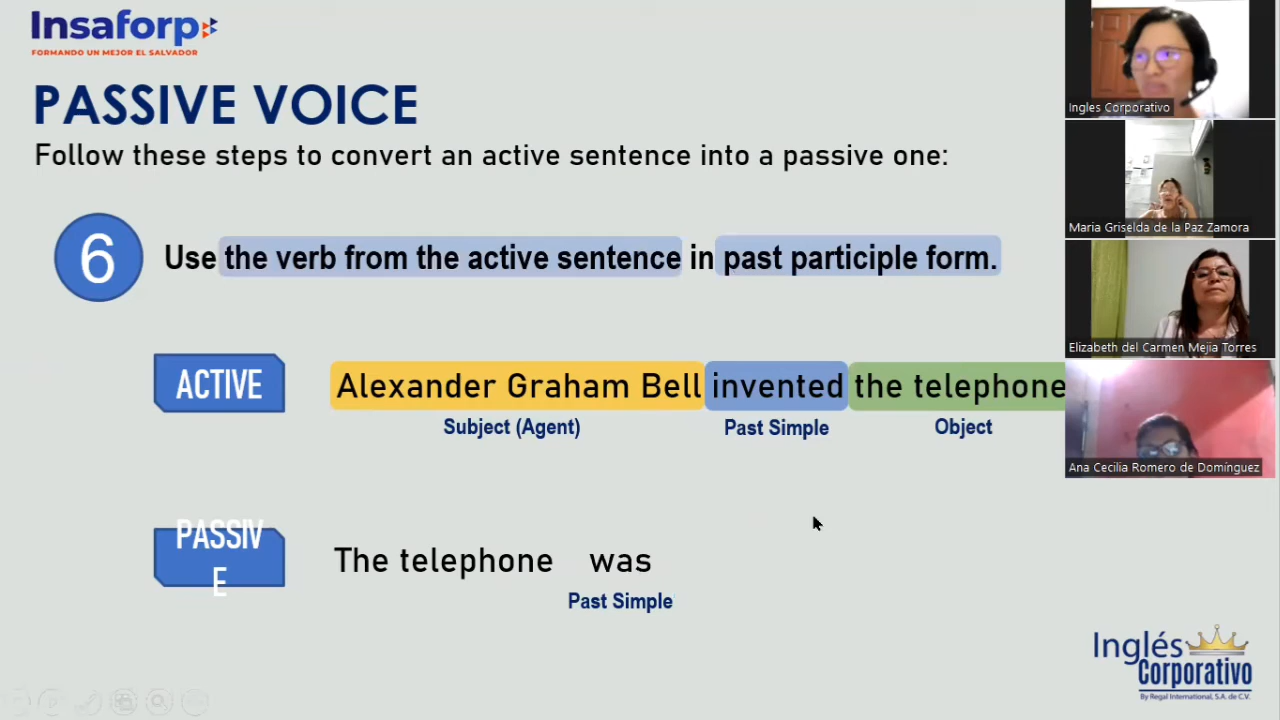 Insaforp
FORMANDO UN MEJOR EL SALVADOR
PASSIVE VOICE
Follow these steps to convert an active sentence into a passive one:
6
Use the verb from the active sentence in past participle form.
ACTIVE
Alexander Graham Bell invented the telephone
Subject (Agent) Past Simple Object
PASSIV
E
The telephone was
Past Simple
Ingles Corporativo
Maria Griselda de la Paz Zamora
Elizabeth del Carmen Mejia Torres
Ana Cecilia Romero de Domínguez
Inglés
Corporativo
By Regal International, S.A. de C.V.